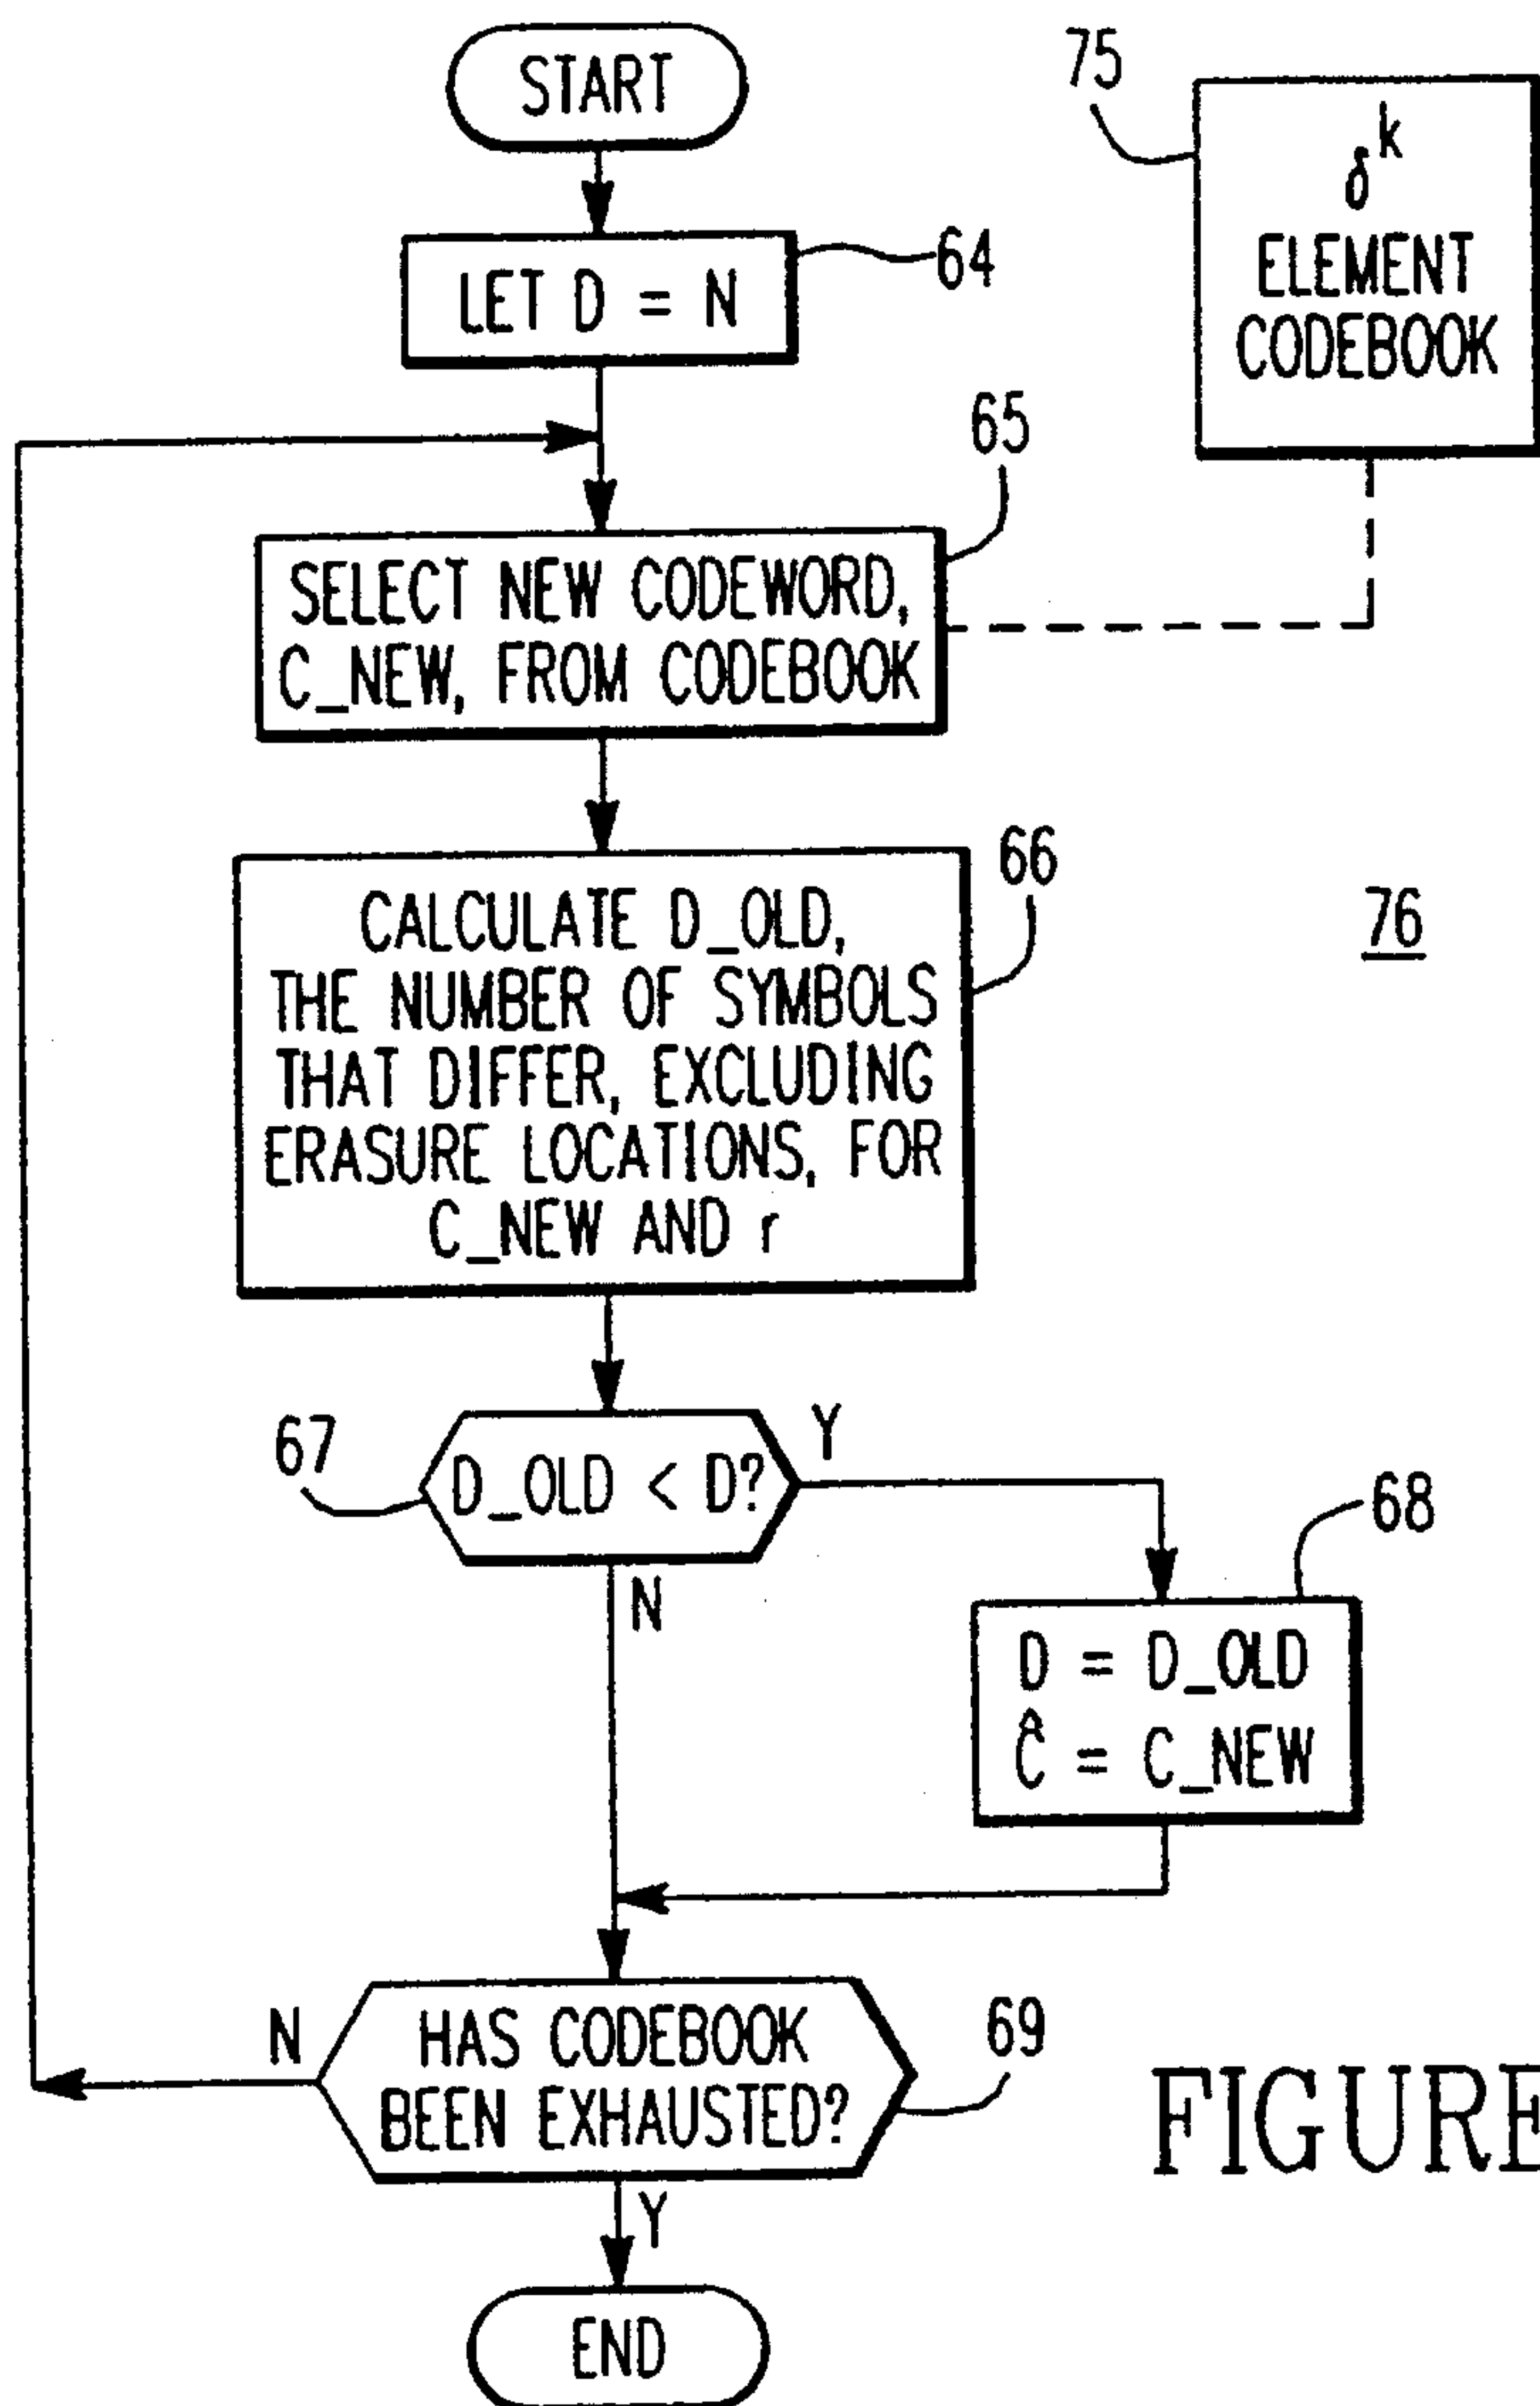 START
LET D = N
64
75
δ^k
ELEMENT
CODEBOOK
65
SELECT NEW CODEWORD,
C_NEW, FROM CODEBOOK
66
CALCULATE D_OLD,
THE NUMBER OF SYMBOLS
THAT DIFFER, EXCLUDING
ERASURE LOCATIONS, FOR
C_NEW AND r
76
67
D_OLD < D?
Y
N
68
D = D_OLD
Ĉ = C_NEW
N
HAS CODEBOOK
BEEN EXHAUSTED?
69
Y
END
FIGURE